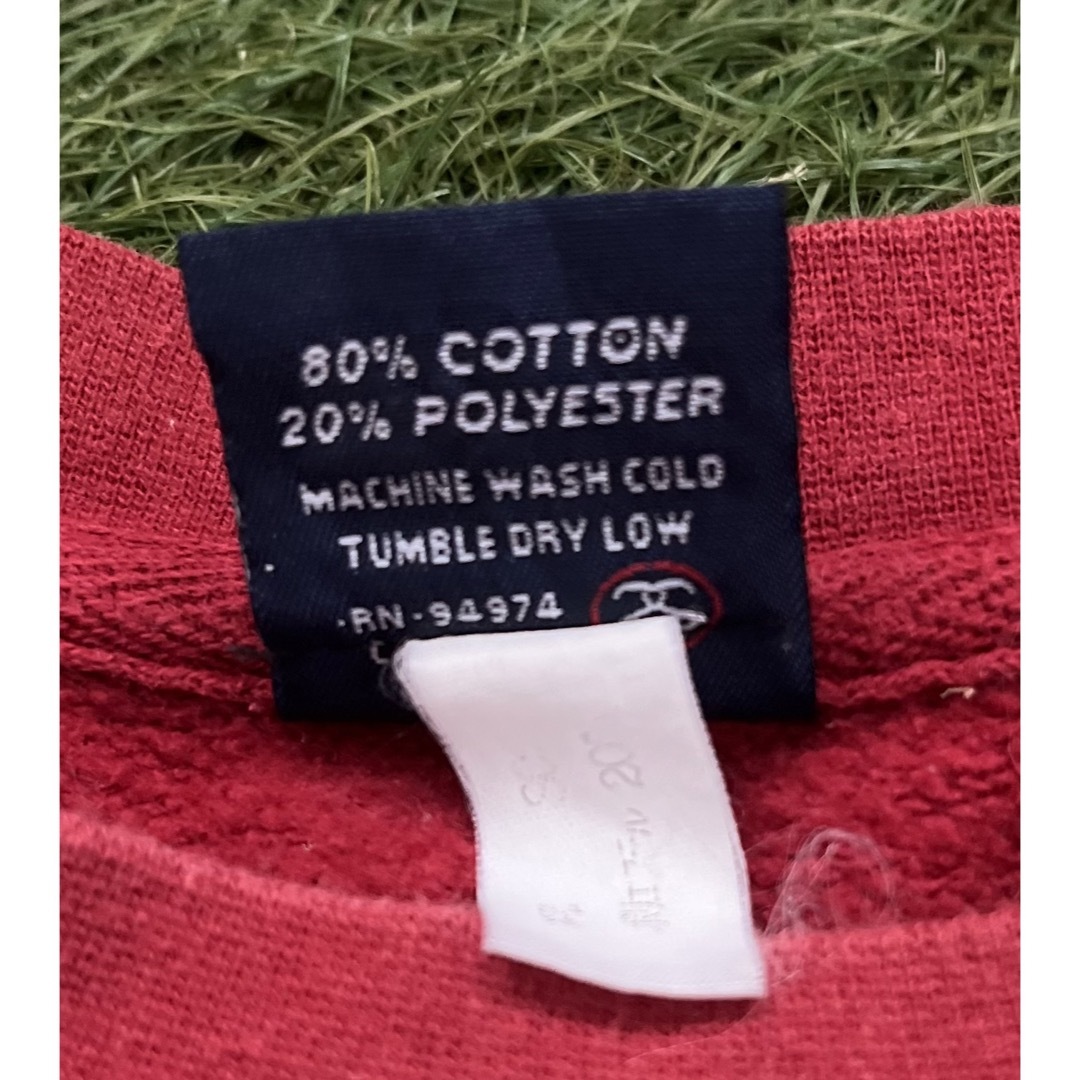 80% COTTON
20% POLYESTER
MACHINE WASH COLD
TUMBLE DRY LOW
RN-94974